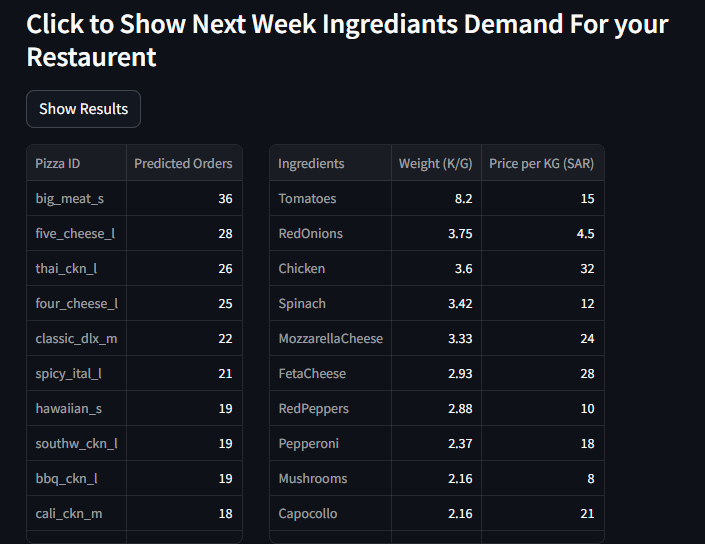 Click to Show Next Week Ingrediants Demand For your
Restaurent
Show Results
Pizza ID Predicted Orders
big_meat_s 36
five_cheese_l 28
thai_ckn_l 26
four_cheese_l 25
classic_dlx_m 22
spicy_ital_l 21
hawaiian_s 19
southw_ckn_l 19
bbq_ckn_l 19
cali_ckn_m 18
Ingredients Weight (K/G) Price per KG (SAR)
Tomatoes 8.2 15
RedOnions 3.75 4.5
Chicken 3.6 32
Spinach 3.42 12
MozzarellaCheese 3.33 24
FetaCheese 2.93 28
RedPeppers 2.88 10
Pepperoni 2.37 18
Mushrooms 2.16 8
Capocollo 2.16 21